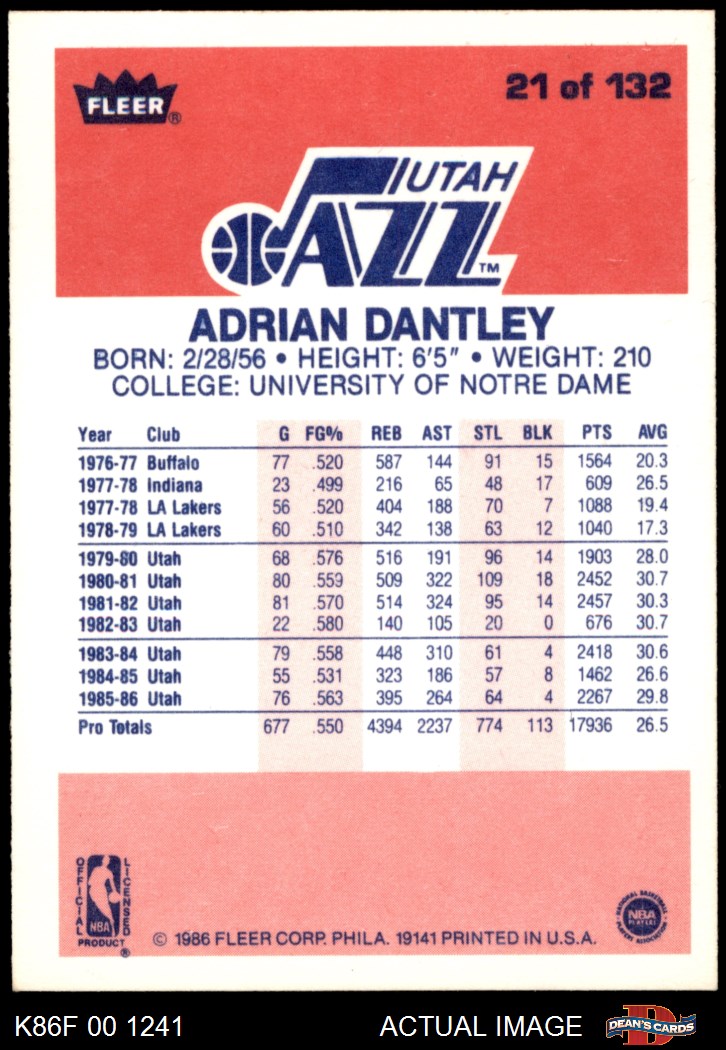 FLEER®
21 of 132
UTAH
JAZZ™
ADRIAN DANTLEY
BORN: 2/28/56 • HEIGHT: 6'5" • WEIGHT: 210
COLLEGE: UNIVERSITY OF NOTRE DAME
Year Club G FG% REB AST STL BLK PTS AVG
1976-77 Buffalo 77 .520 587 144 91 15 1564 20.3
1977-78 Indiana 23 .499 216 65 48 17 609 26.5
1977-78 LA Lakers 56 .520 404 188 70 7 1088 19.4
1978-79 LA Lakers 60 .510 342 138 63 12 1040 17.3
1979-80 Utah 68 .576 516 191 96 14 1903 28.0
1980-81 Utah 80 .559 509 322 109 18 2452 30.7
1981-82 Utah 81 .570 514 324 95 14 2457 30.3
1982-83 Utah 22 .580 140 105 20 0 676 30.7
1983-84 Utah 79 .558 448 310 61 4 2418 30.6
1984-85 Utah 55 .531 323 186 57 8 1462 26.6
1985-86 Utah 76 .563 395 264 64 4 2267 29.8
Pro Totals 677 .550 4394 2237 774 113 17936 26.5
OFFICIAL LICENSED
NBA
PRODUCT ®
© 1986 FLEER CORP. PHILA. 19141 PRINTED IN U.S.A.
NATIONAL BASKETBALL
NBA
PLAYERS
PLAYERS ASSOCIATION
K86F 00 1241
ACTUAL IMAGE
D
DEAN'S CARDS